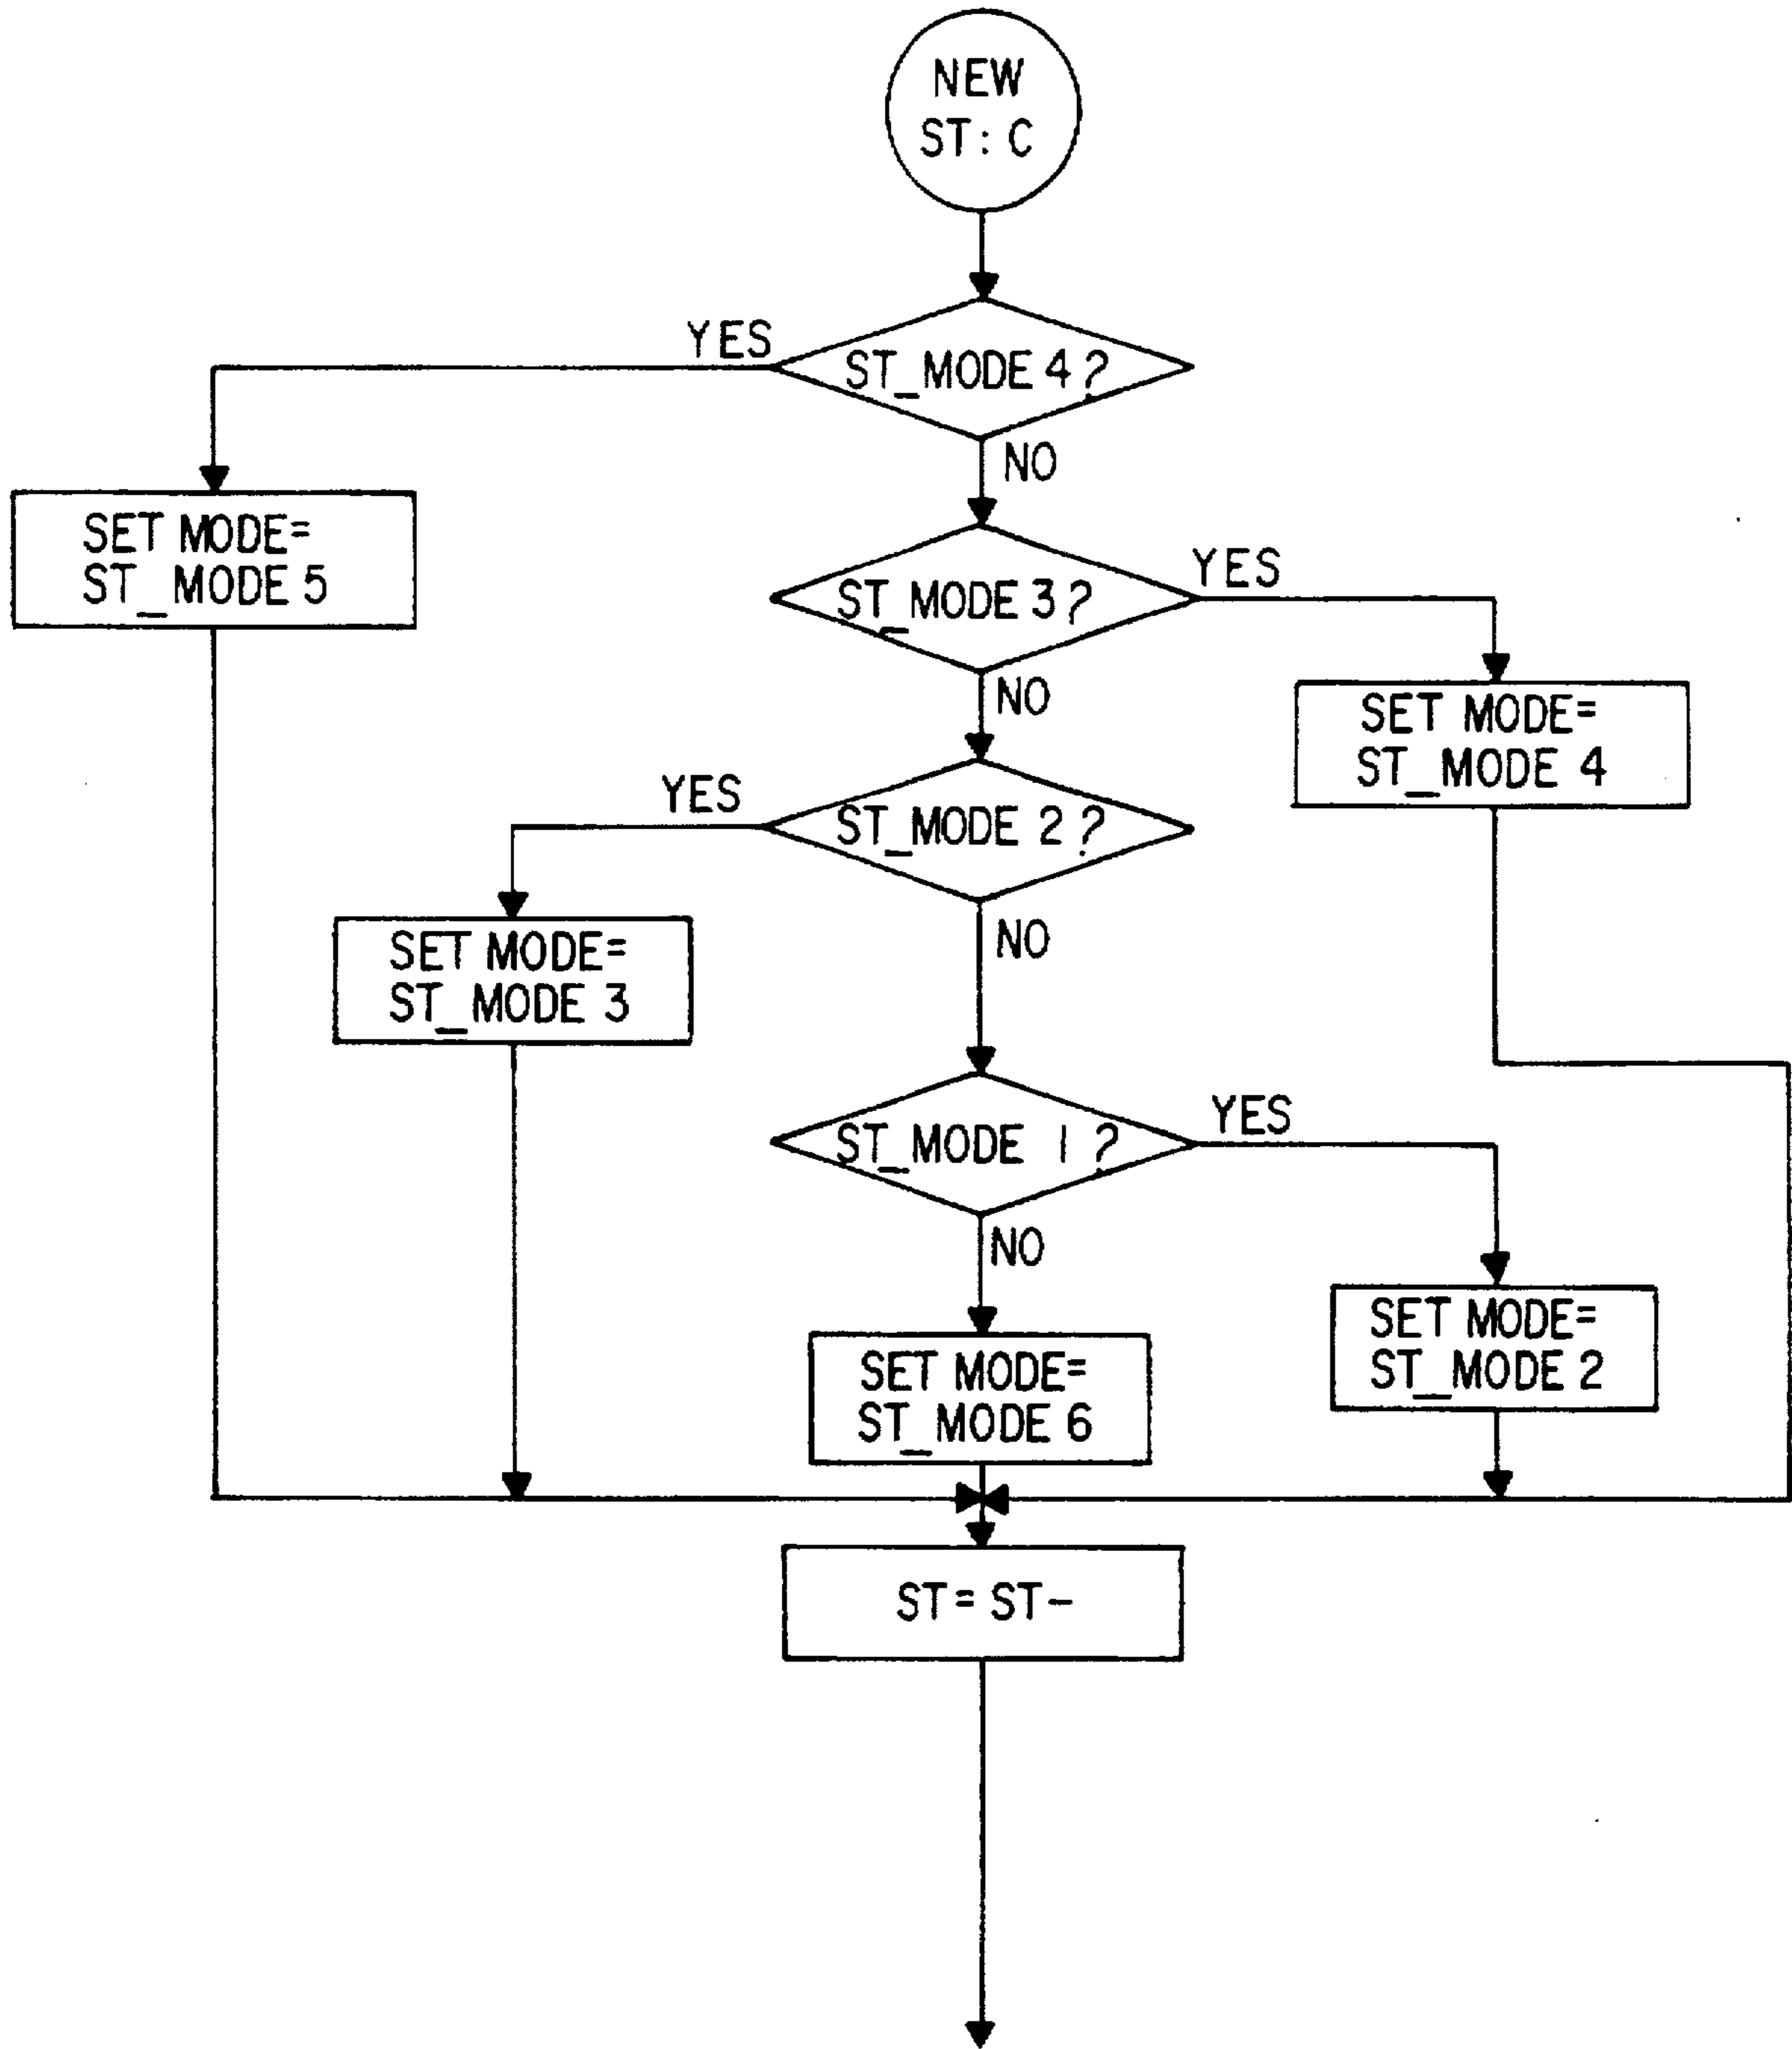 NEW
ST: C
YES
ST_MODE 4?
NO
SET MODE=
ST_MODE 5
ST_MODE 3?
YES
NO
SET MODE=
ST_MODE 4
YES
ST_MODE 2?
NO
SET MODE=
ST_MODE 3
ST_MODE 1?
YES
NO
SET MODE=
ST_MODE 2
SET MODE=
ST_MODE 6
ST= ST-